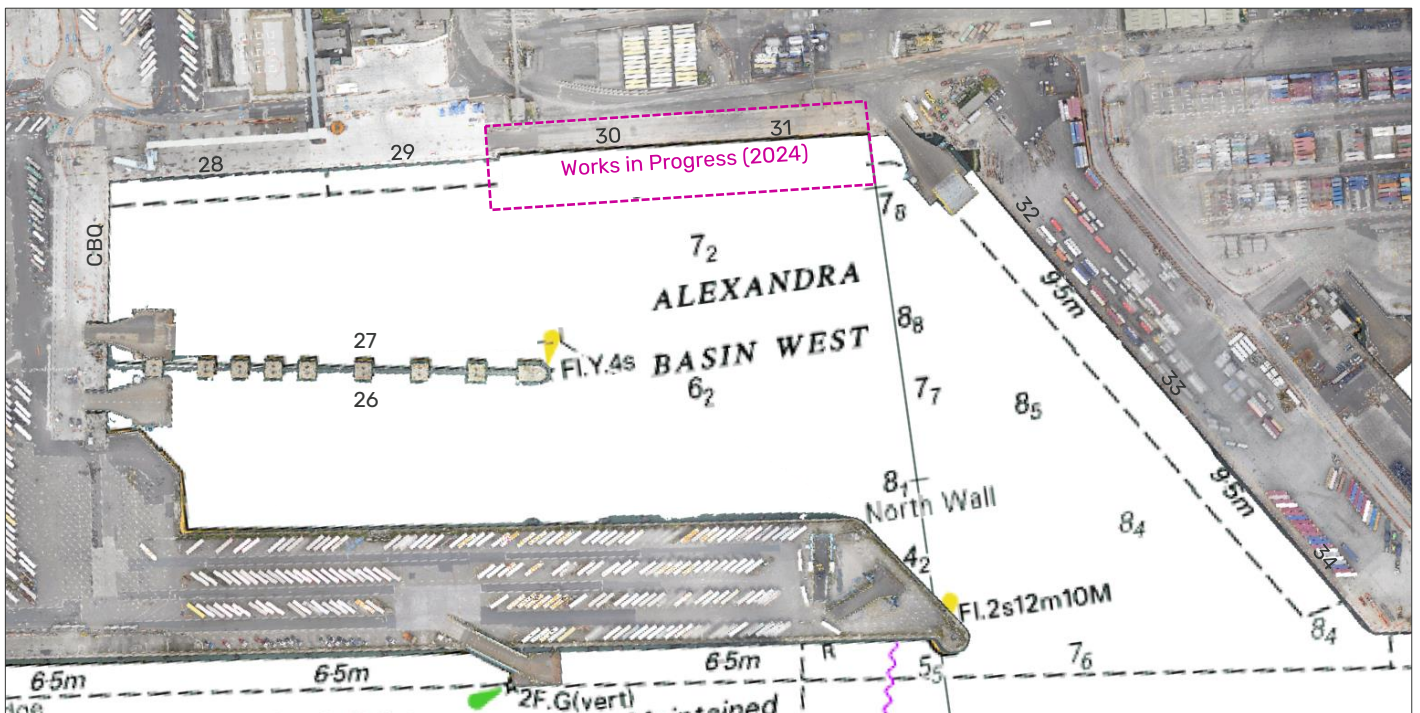 30
31
29
28
Works in Progress (2024)
CBQ
7₈
32
7₂
ALEXANDRA
9·5m
8₈
27
Fl.Y.4s
BASIN WEST
26
6₂
7₇
8₅
33
8₁
North Wall
9·5m
8₄
4₂
34
Fl.2s12m10M
8₄
R
6·5m
6·5m
6·5m
5₅
7₆
2F.G(vert)